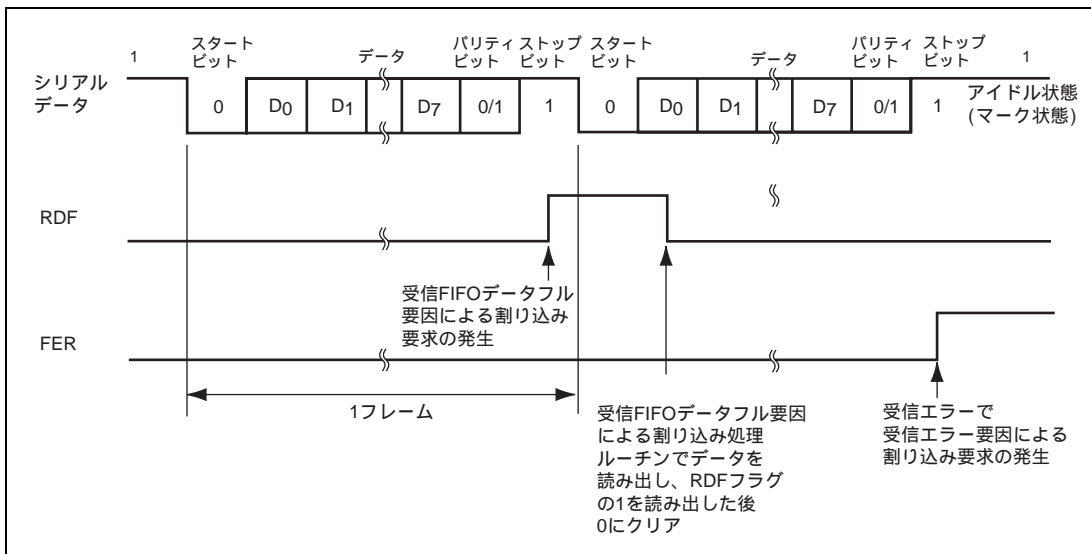 1 スタート
ビット データ パリティ
ビット ストップ
ビット スタート
ビット データ パリティ
ビット ストップ
ビット 1
シリアル
データ
0 D0 D1 D7 0/1 1 0 D0 D1 D7 0/1 1
アイドル状態
(マーク状態)
RDF
受信FIFOデータフル
要因による割り込み
要求の発生
FER
1フレーム
受信FIFOデータフル要因
による割り込み処理
ルーチンでデータを
読み出し、RDFフラグ
の1を読み出した後
0にクリア
受信エラーで
受信エラー要因による
割り込み要求の発生